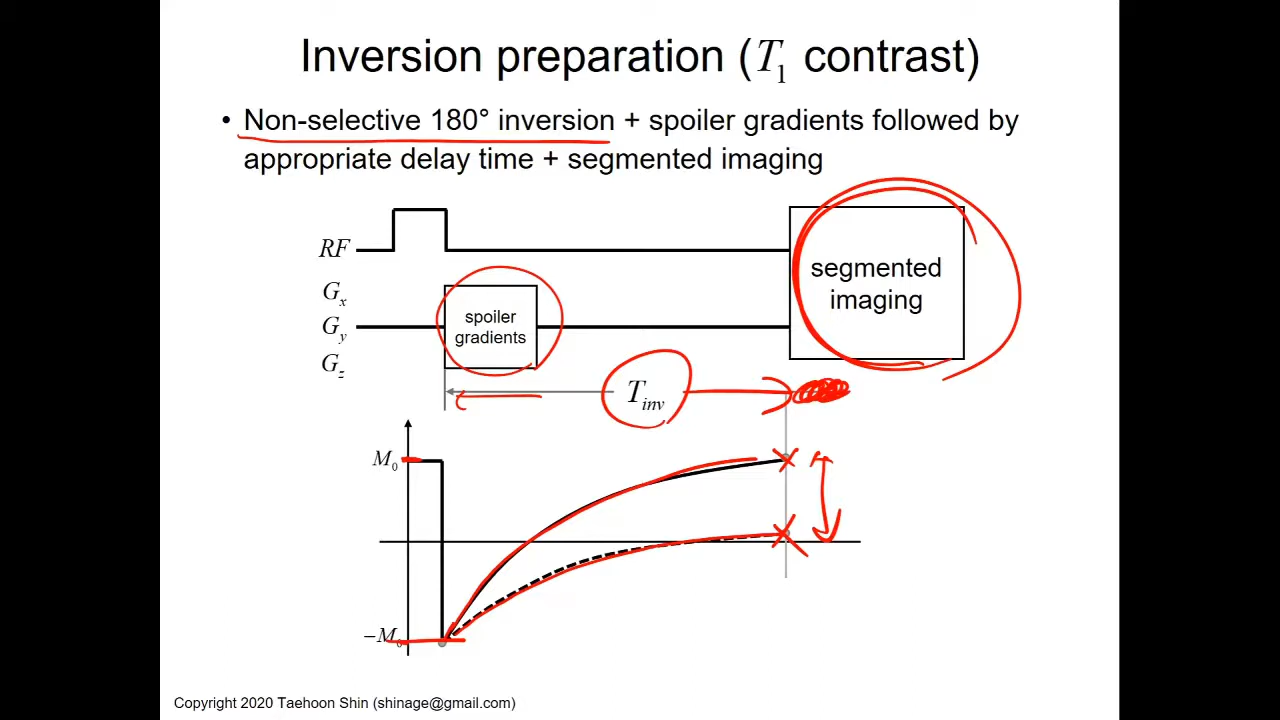 Inversion preparation (T1 contrast)
• Non-selective 180° inversion + spoiler gradients followed by
appropriate delay time + segmented imaging
RF
Gx
Gy
Gz
spoiler
gradients
segmented
imaging
Tinv
M0
−M0
Copyright 2020 Taehoon Shin (shinage@gmail.com)